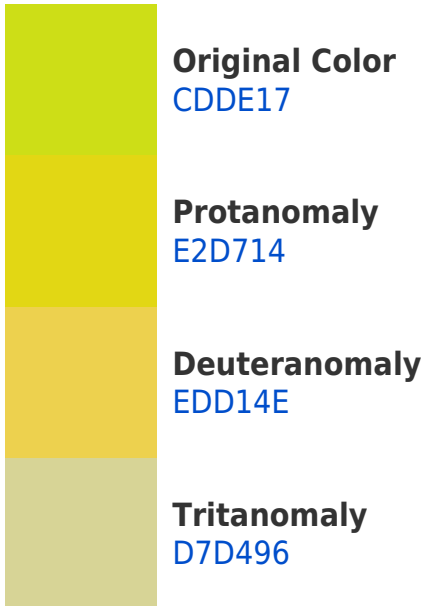 Original Color
CDDE17
Protanomaly
E2D714
Deuteranomaly
EDD14E
Tritanomaly
D7D496